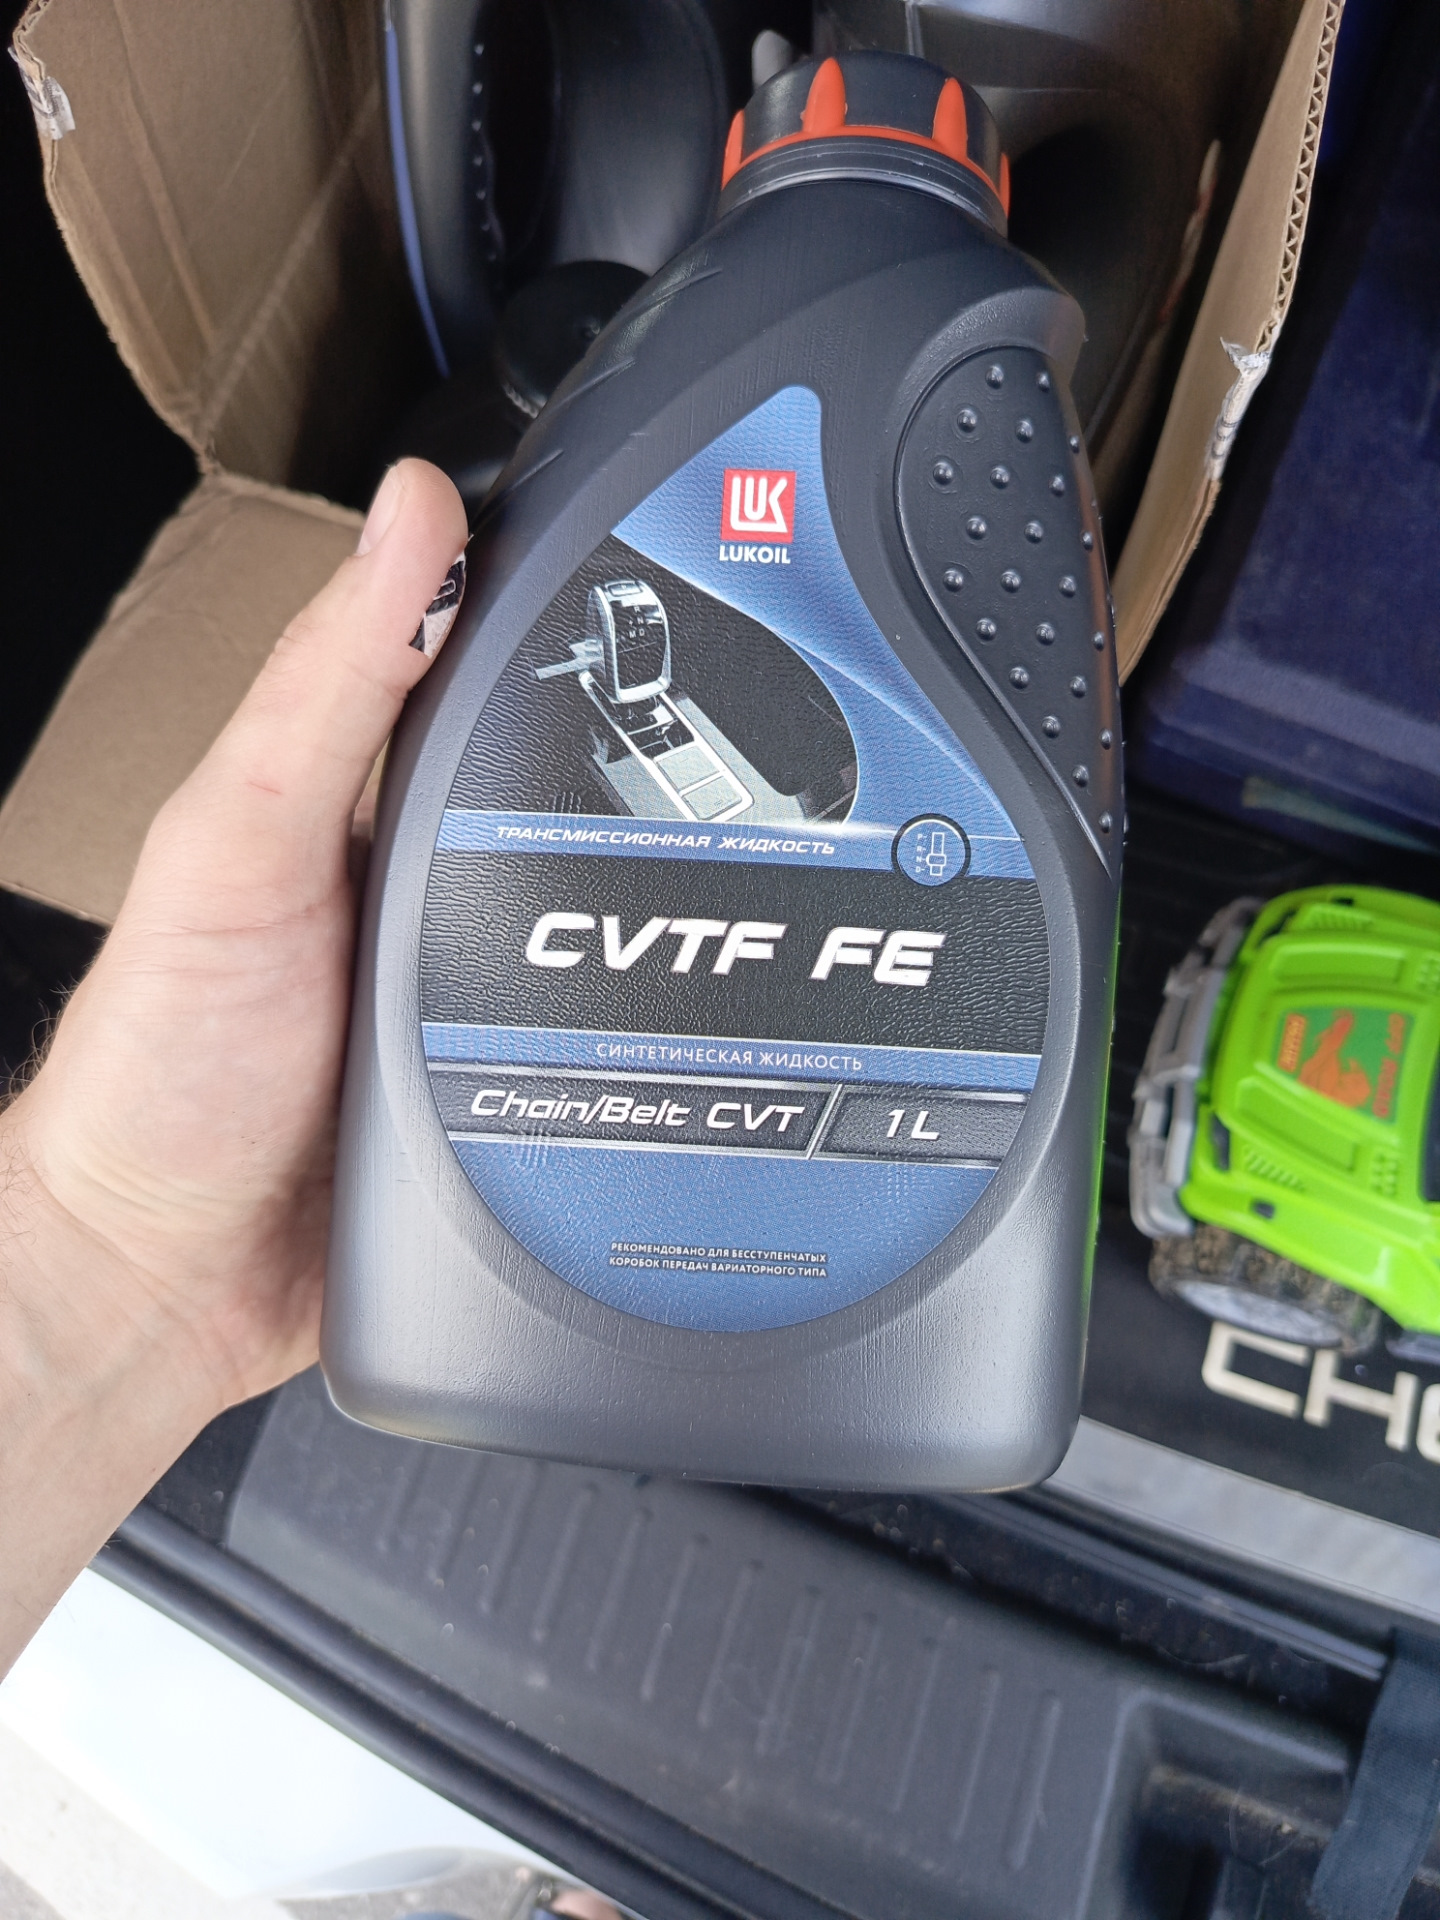 LUK
LUKOIL
ТРАНСМИССИОННАЯ ЖИДКОСТЬ
P
R
N
D
CVTF FE
СИНТЕТИЧЕСКАЯ ЖИДКОСТЬ
Chain/Belt CVT
1 L
РЕКОМЕНДОВАНО ДЛЯ БЕССТУПЕНЧАТЫХ
КОРОБОК ПЕРЕДАЧ ВАРИАТОРНОГО ТИПА